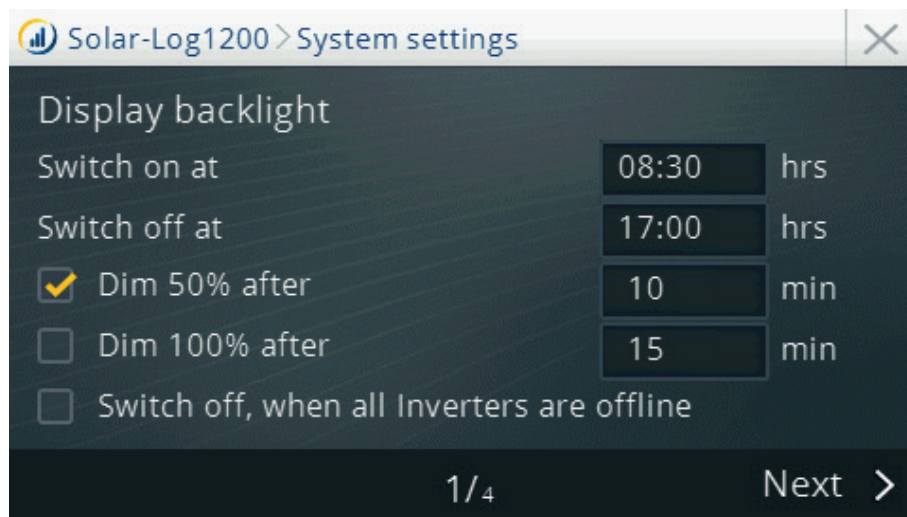 Solar-Log1200 > System settings
Display backlight
Switch on at 08:30 hrs
Switch off at 17:00 hrs
Dim 50% after 10 min
Dim 100% after 15 min
Switch off, when all Inverters are offline
1/4 Next >